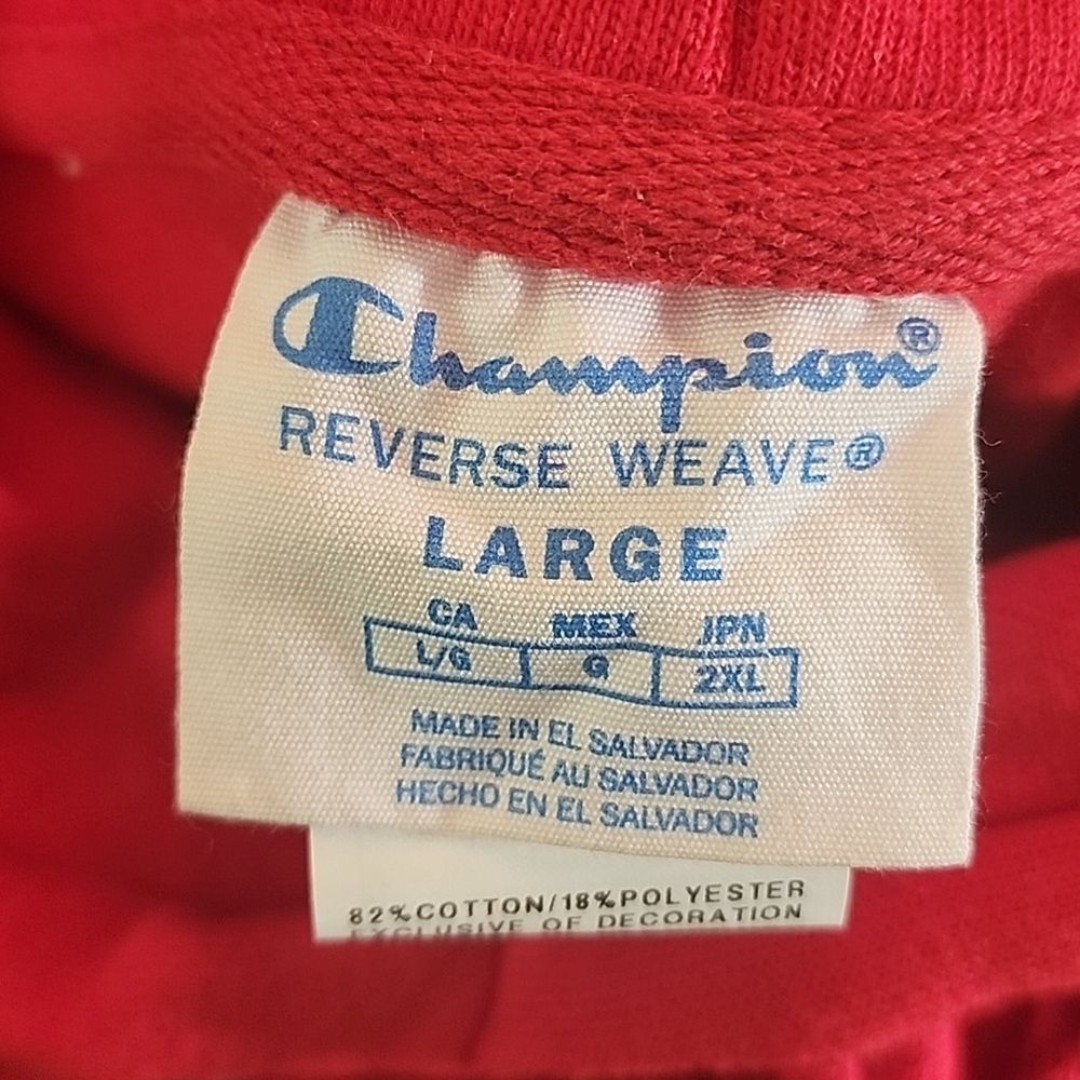 Champion®
REVERSE WEAVE®
LARGE
CA MEX JPN
L/G G 2XL
MADE IN EL SALVADOR
FABRIQUÉ AU SALVADOR
HECHO EN EL SALVADOR
82%COTTON/18%POLYESTER
EXCLUSIVE OF DECORATION